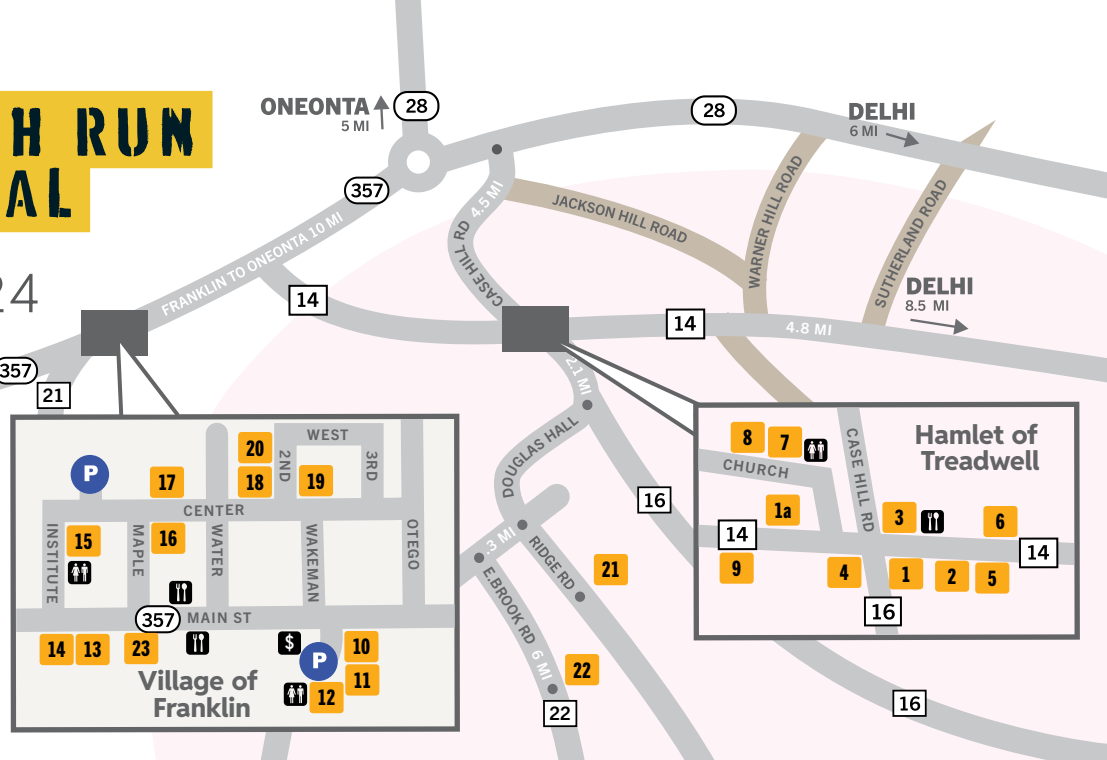 H RUN
AL
24
ONEONTA
5 MI
28
28
DELHI
6 MI
357
FRANKLIN TO ONEONTA 10 MI
CASE HILL RD 4.5 MI
JACKSON HILL ROAD
WARNER HILL ROAD
SUTHERLAND ROAD
DELHI
8.5 MI
14
14
4.8 MI
357
21
2.1 MI
DOUGLAS HALL
16
.3 MI
RIDGE RD
E BROOK RD 6 MI
21
22
22
16
P
20
WEST
17
18
2ND
19
3RD
CENTER
INSTITUTE
15
MAPLE
16
WATER
WAKEMAN
OTEGO
357
MAIN ST
14
13
23
$
P
10
11
12
Village of
Franklin
8
7
CHURCH
CASE HILL RD
Hamlet of
Treadwell
1a
3
6
14
14
9
4
1
2
5
16